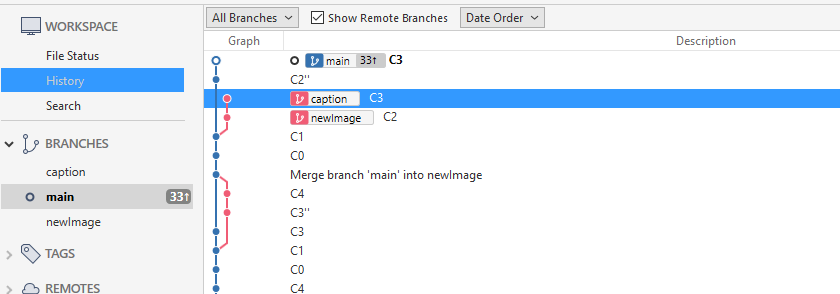 WORKSPACE
File Status
History
Search
BRANCHES
caption
main 33↑
newImage
TAGS
REMOTES
All Branches Show Remote Branches Date Order
Graph Description
main 33↑ C3
C2''
caption C3
newImage C2
C1
C0
Merge branch 'main' into newImage
C4
C3''
C3
C1
C0
C4